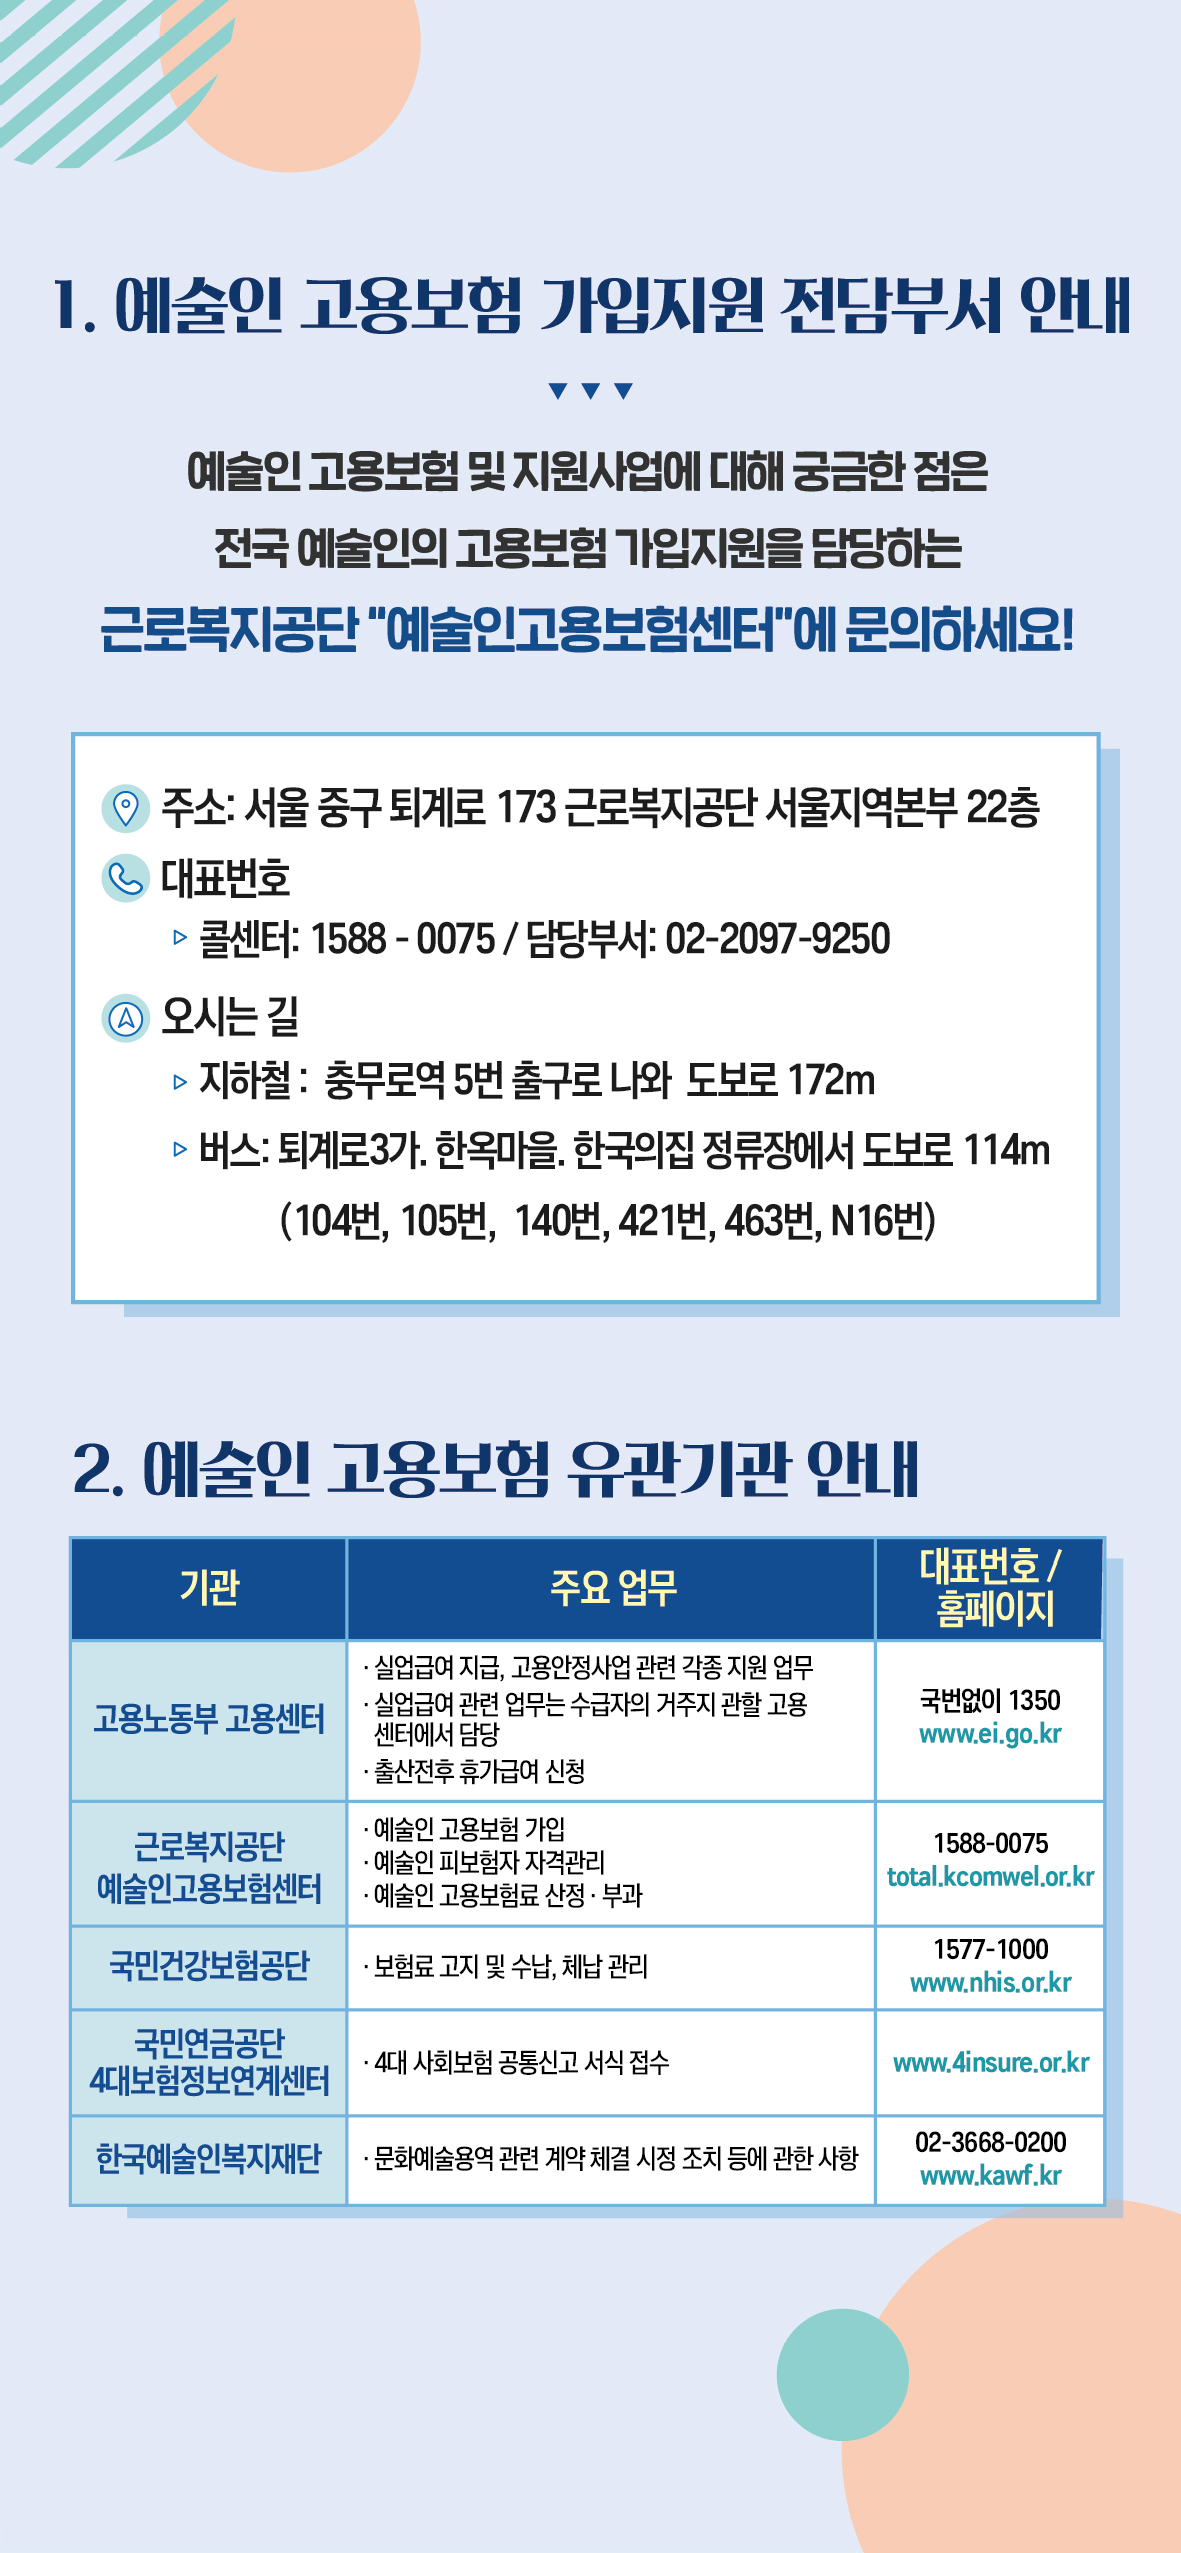 1. 예술인 고용보험 가입지원 전담부서 안내
예술인 고용보험 및 지원사업에 대해 궁금한 점은
전국 예술인의 고용보험 가입지원을 담당하는
근로복지공단 “예술인고용보험센터”에 문의하세요!
주소: 서울 중구 퇴계로 173 근로복지공단 서울지역본부 22층
대표번호
▷ 콜센터: 1588 - 0075 / 담당부서: 02-2097-9250
오시는 길
▷ 지하철 : 충무로역 5번 출구로 나와 도보로 172m
▷ 버스: 퇴계로3가. 한옥마을. 한국의집 정류장에서 도보로 114m
(104번, 105번, 140번, 421번, 463번, N16번)
2. 예술인 고용보험 유관기관 안내
기관
주요 업무
대표번호 /
홈페이지
고용노동부 고용센터
· 실업급여 지급, 고용안정사업 관련 각종 지원 업무
· 실업급여 관련 업무는 수급자의 거주지 관할 고용
센터에서 담당
· 출산전후 휴가급여 신청
국번없이 1350
www.ei.go.kr
근로복지공단
예술인고용보험센터
· 예술인 고용보험 가입
· 예술인 피보험자 자격관리
· 예술인 고용보험료 산정 · 부과
1588-0075
total.kcomwel.or.kr
국민건강보험공단
· 보험료 고지 및 수납, 체납 관리
1577-1000
www.nhis.or.kr
국민연금공단
4대보험정보연계센터
· 4대 사회보험 공통신고 서식 접수
www.4insure.or.kr
한국예술인복지재단
· 문화예술용역 관련 계약 체결 시정 조치 등에 관한 사항
02-3668-0200
www.kawf.kr